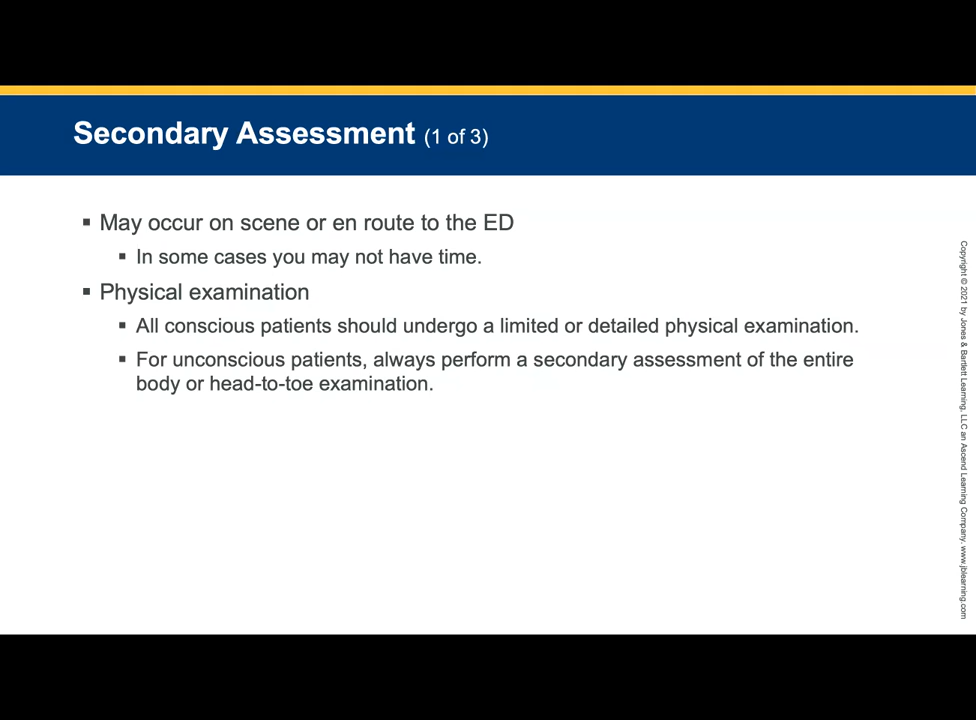 Secondary Assessment (1 of 3)
▪ May occur on scene or en route to the ED
▪ In some cases you may not have time.
▪ Physical examination
▪ All conscious patients should undergo a limited or detailed physical examination.
▪ For unconscious patients, always perform a secondary assessment of the entire
body or head-to-toe examination.
Copyright © 2021 by Jones & Bartlett Learning, LLC an Ascend Learning Company. www.jblearning.com